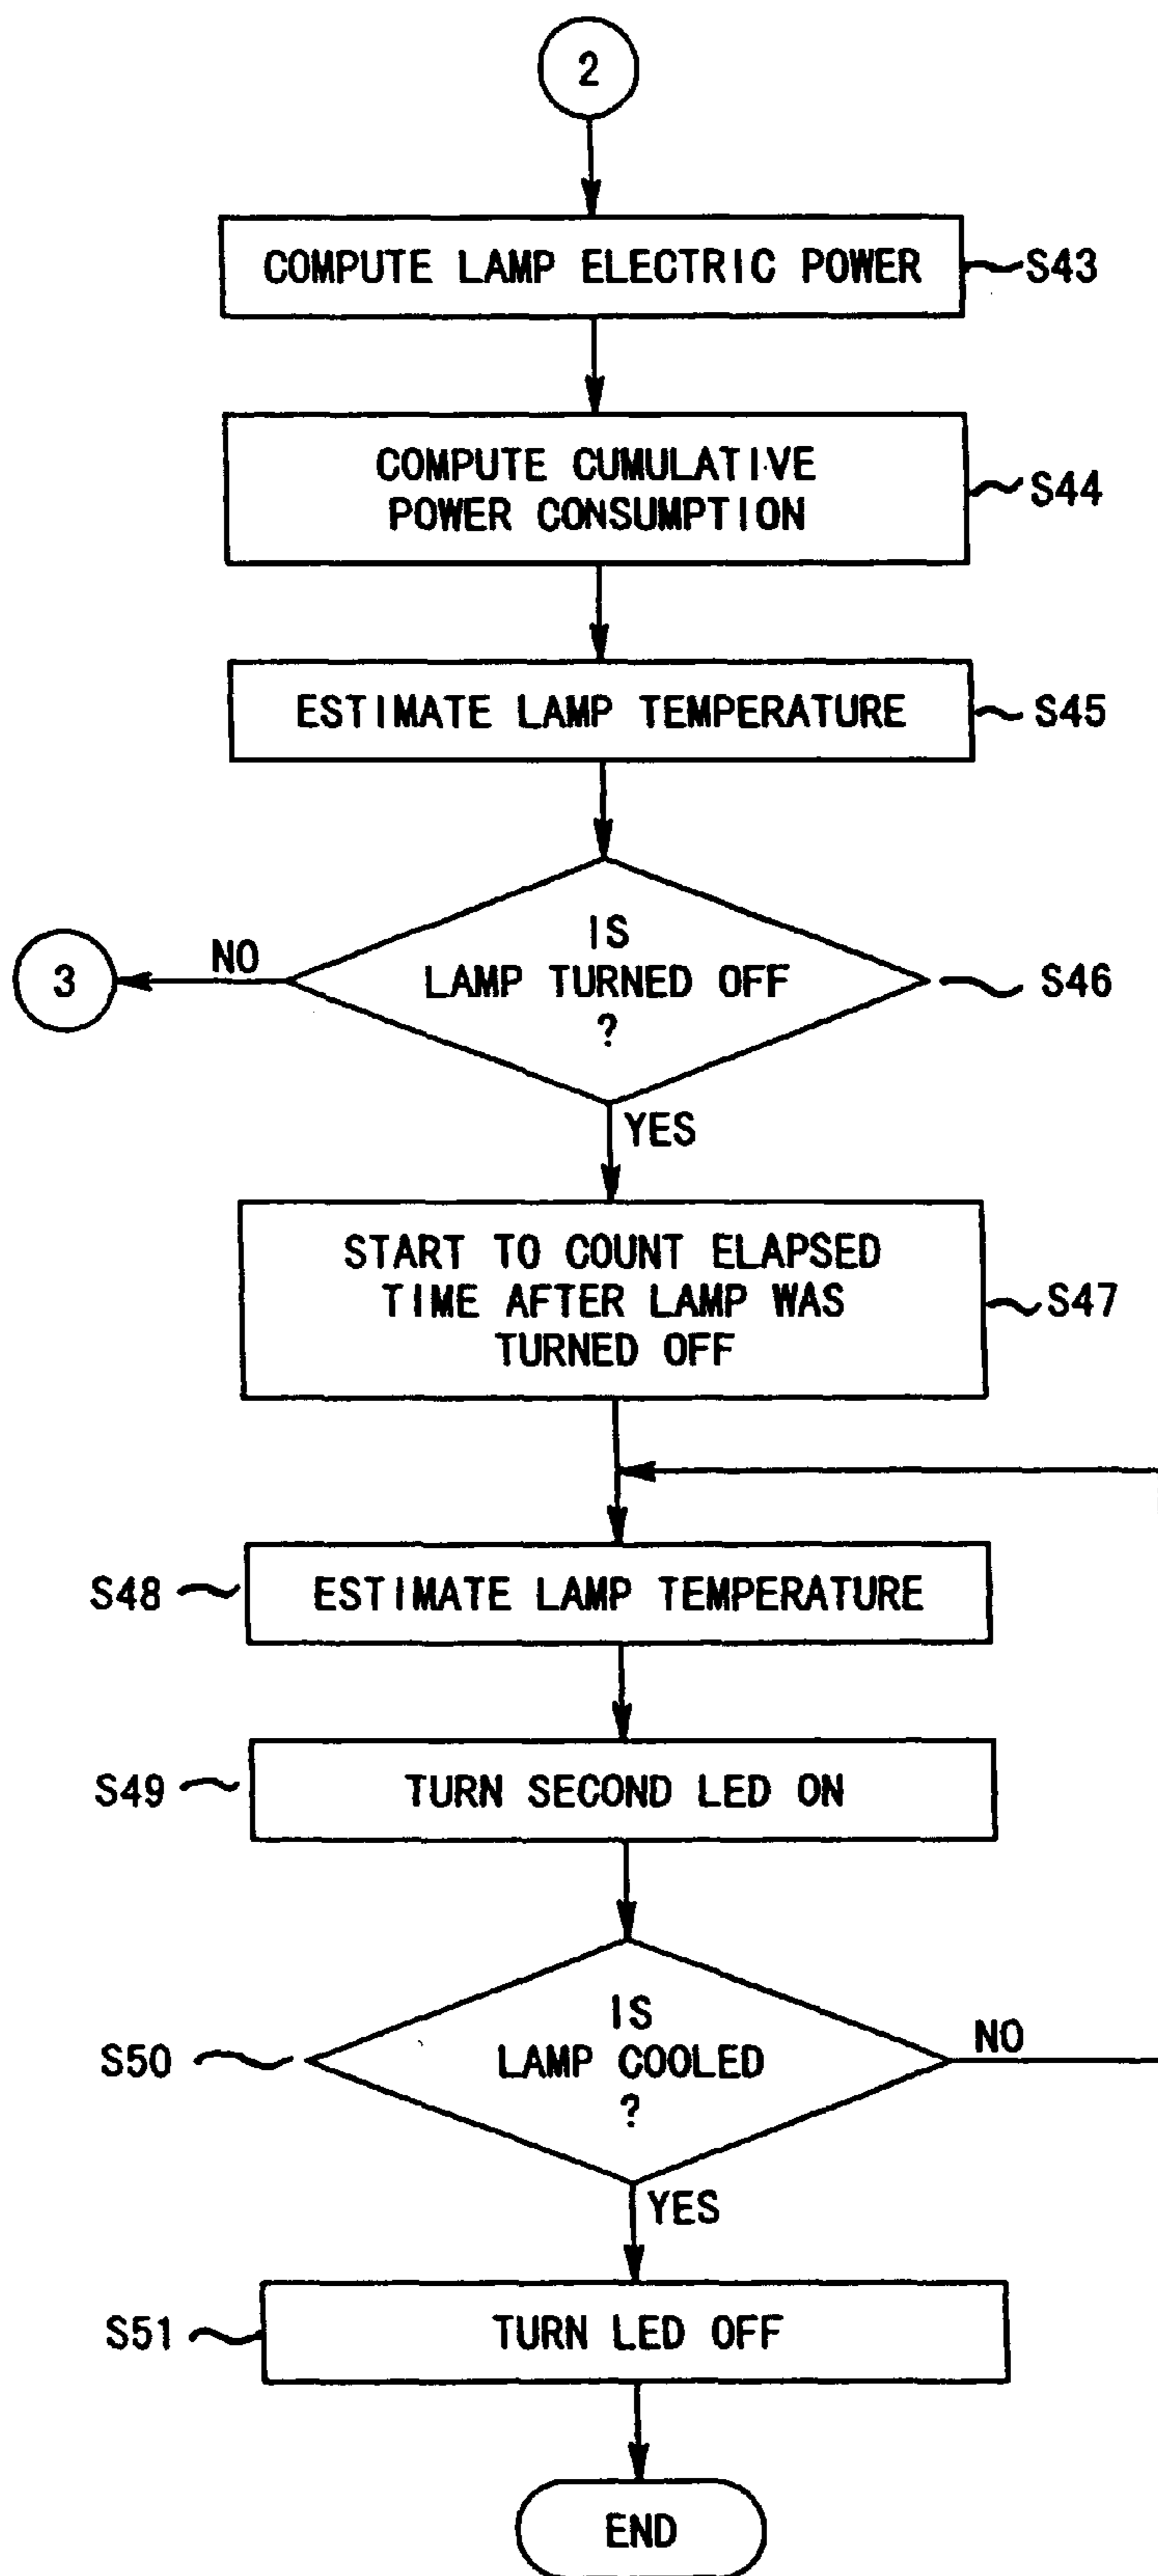 2
COMPUTE LAMP ELECTRIC POWER
S43
COMPUTE CUMULATIVE
POWER CONSUMPTION
S44
ESTIMATE LAMP TEMPERATURE
S45
IS
LAMP TURNED OFF
?
S46
NO
3
YES
START TO COUNT ELAPSED
TIME AFTER LAMP WAS
TURNED OFF
S47
S48
ESTIMATE LAMP TEMPERATURE
S49
TURN SECOND LED ON
S50
IS
LAMP COOLED
?
NO
YES
S51
TURN LED OFF
END